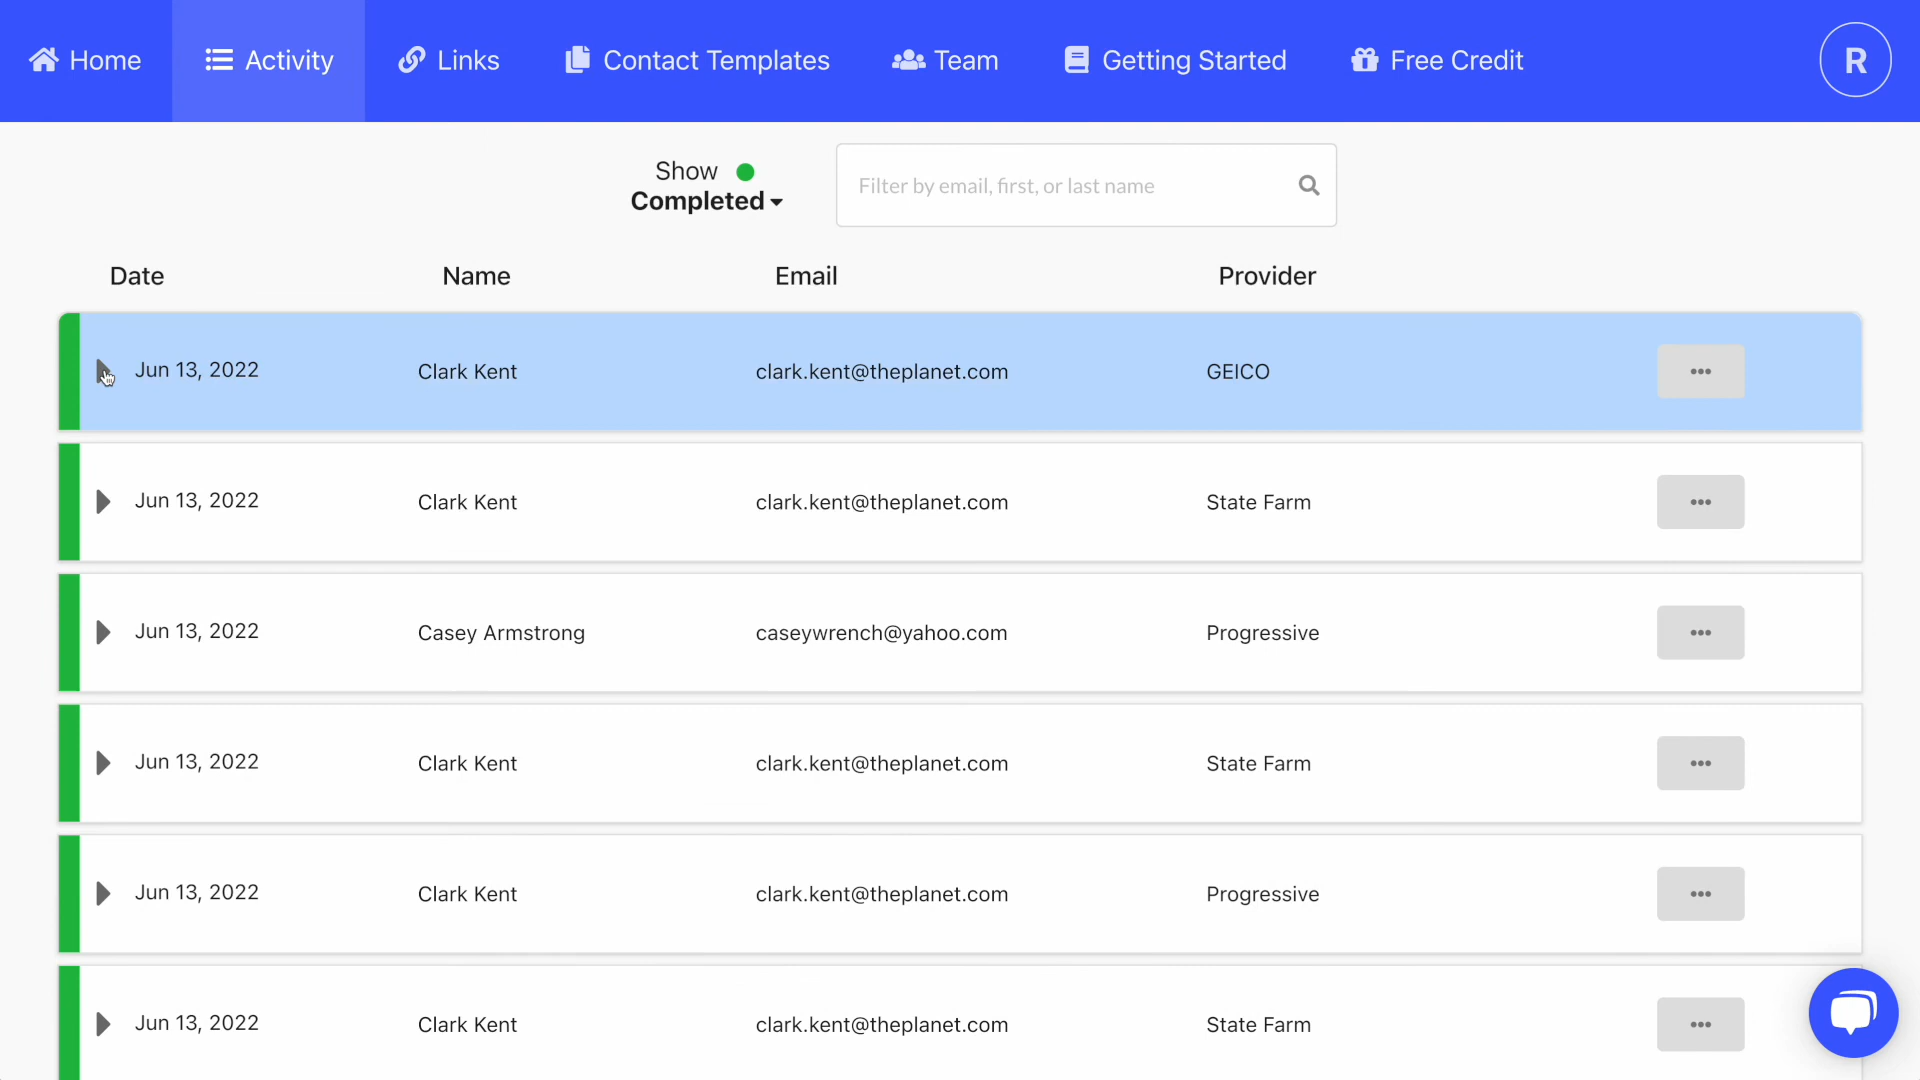 Home Activity Links Contact Templates Team Getting Started Free Credit R
Show
Completed
Filter by email, first, or last name
Date Name Email Provider
Jun 13, 2022 Clark Kent clark.kent@theplanet.com GEICO
Jun 13, 2022 Clark Kent clark.kent@theplanet.com State Farm
Jun 13, 2022 Casey Armstrong caseywrench@yahoo.com Progressive
Jun 13, 2022 Clark Kent clark.kent@theplanet.com State Farm
Jun 13, 2022 Clark Kent clark.kent@theplanet.com Progressive
Jun 13, 2022 Clark Kent clark.kent@theplanet.com State Farm